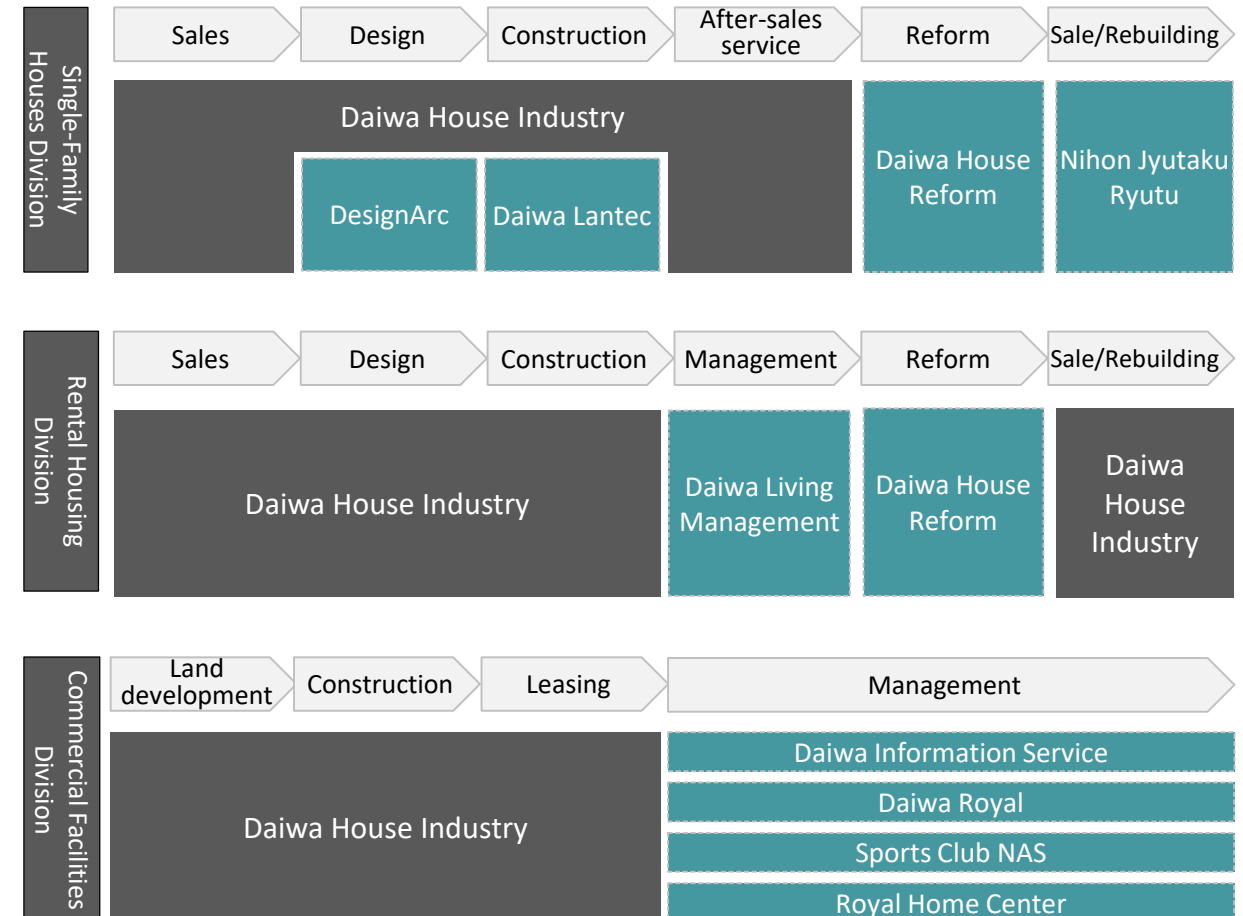 Single-Family
Houses Division
Sales
Design
Construction
After-sales
service
Reform
Sale/Rebuilding
Daiwa House Industry
DesignArc
Daiwa Lantec
Daiwa House
Reform
Nihon Jyutaku
Ryutu
Rental Housing
Division
Sales
Design
Construction
Management
Reform
Sale/Rebuilding
Daiwa House Industry
Daiwa Living
Management
Daiwa House
Reform
Daiwa
House
Industry
Commercial Facilities
Division
Land
development
Construction
Leasing
Management
Daiwa House Industry
Daiwa Information Service
Daiwa Royal
Sports Club NAS
Royal Home Center